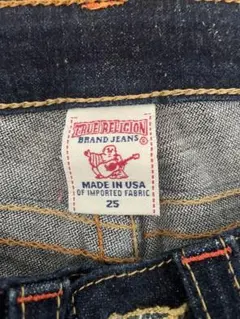 TRUE RELIGION
BRAND JEANS
MADE IN USA
OF IMPORTED FABRIC
25